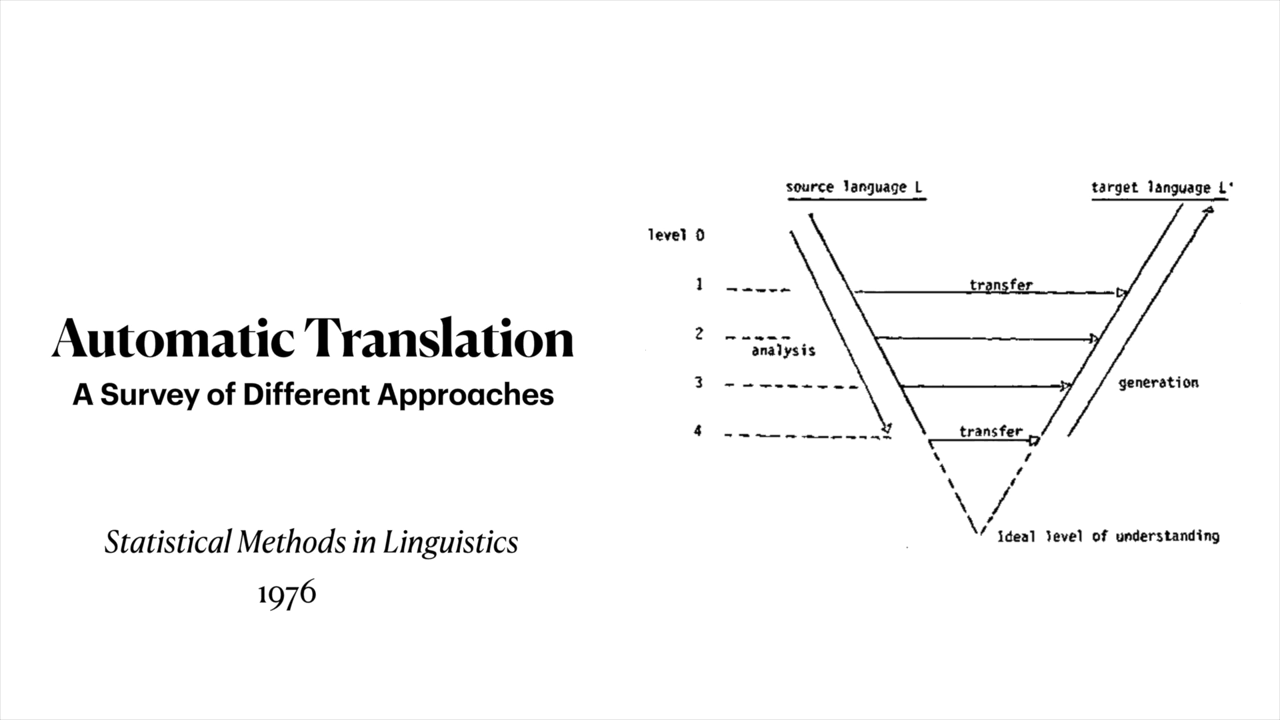 Automatic Translation
A Survey of Different Approaches
Statistical Methods in Linguistics
1976
source language L
target language L'
level 0
1
transfer
2
analysis
3
generation
4
transfer
Ideal level of understanding